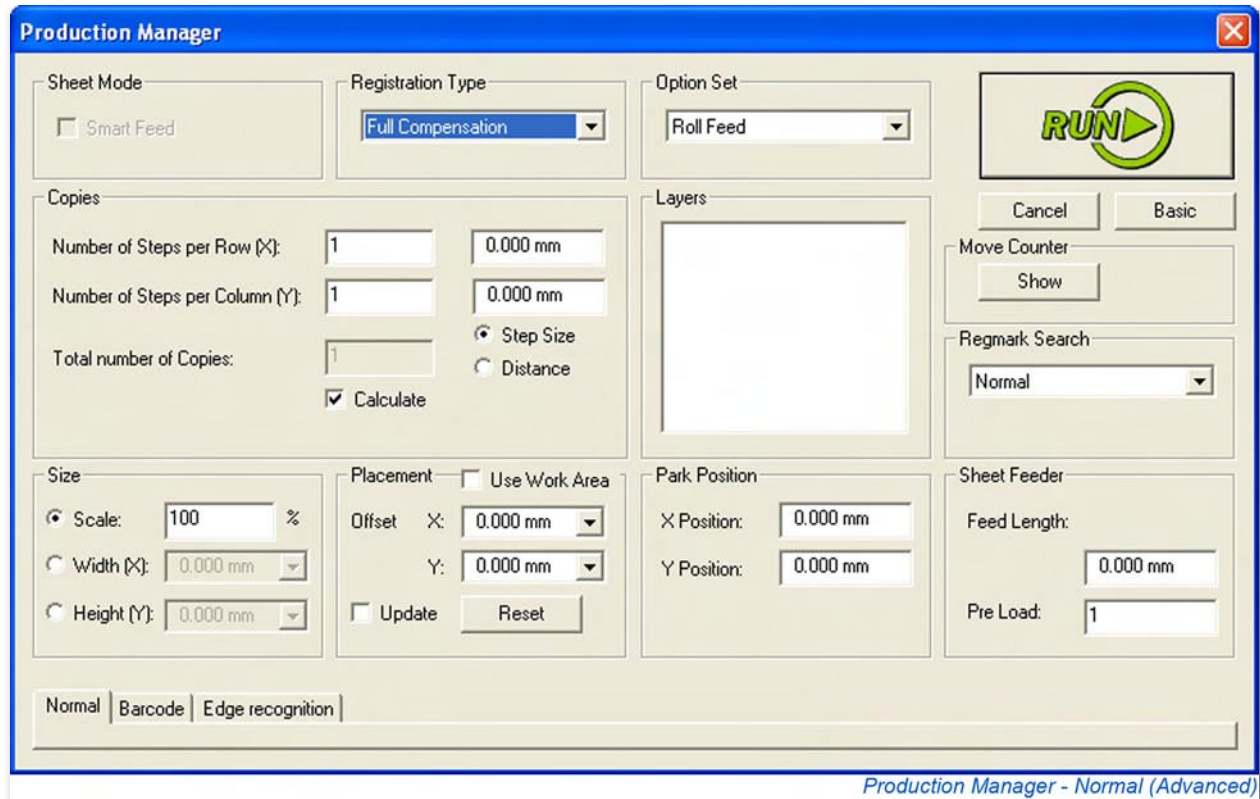 Production Manager
Sheet Mode
Smart Feed
Registration Type
Full Compensation
Option Set
Roll Feed
RUN
Cancel
Basic
Copies
Number of Steps per Row (X):
1
0.000 mm
Number of Steps per Column (Y):
1
0.000 mm
Step Size
Distance
Total number of Copies:
1
Calculate
Layers
Move Counter
Show
Regmark Search
Normal
Size
Scale:
100
%
Width (X):
0.000 mm
Height (Y):
0.000 mm
Placement
Use Work Area
Offset X:
0.000 mm
Y:
0.000 mm
Update
Reset
Park Position
X Position:
0.000 mm
Y Position:
0.000 mm
Sheet Feeder
Feed Length:
0.000 mm
Pre Load:
1
Normal
Barcode
Edge recognition
Production Manager - Normal (Advanced)